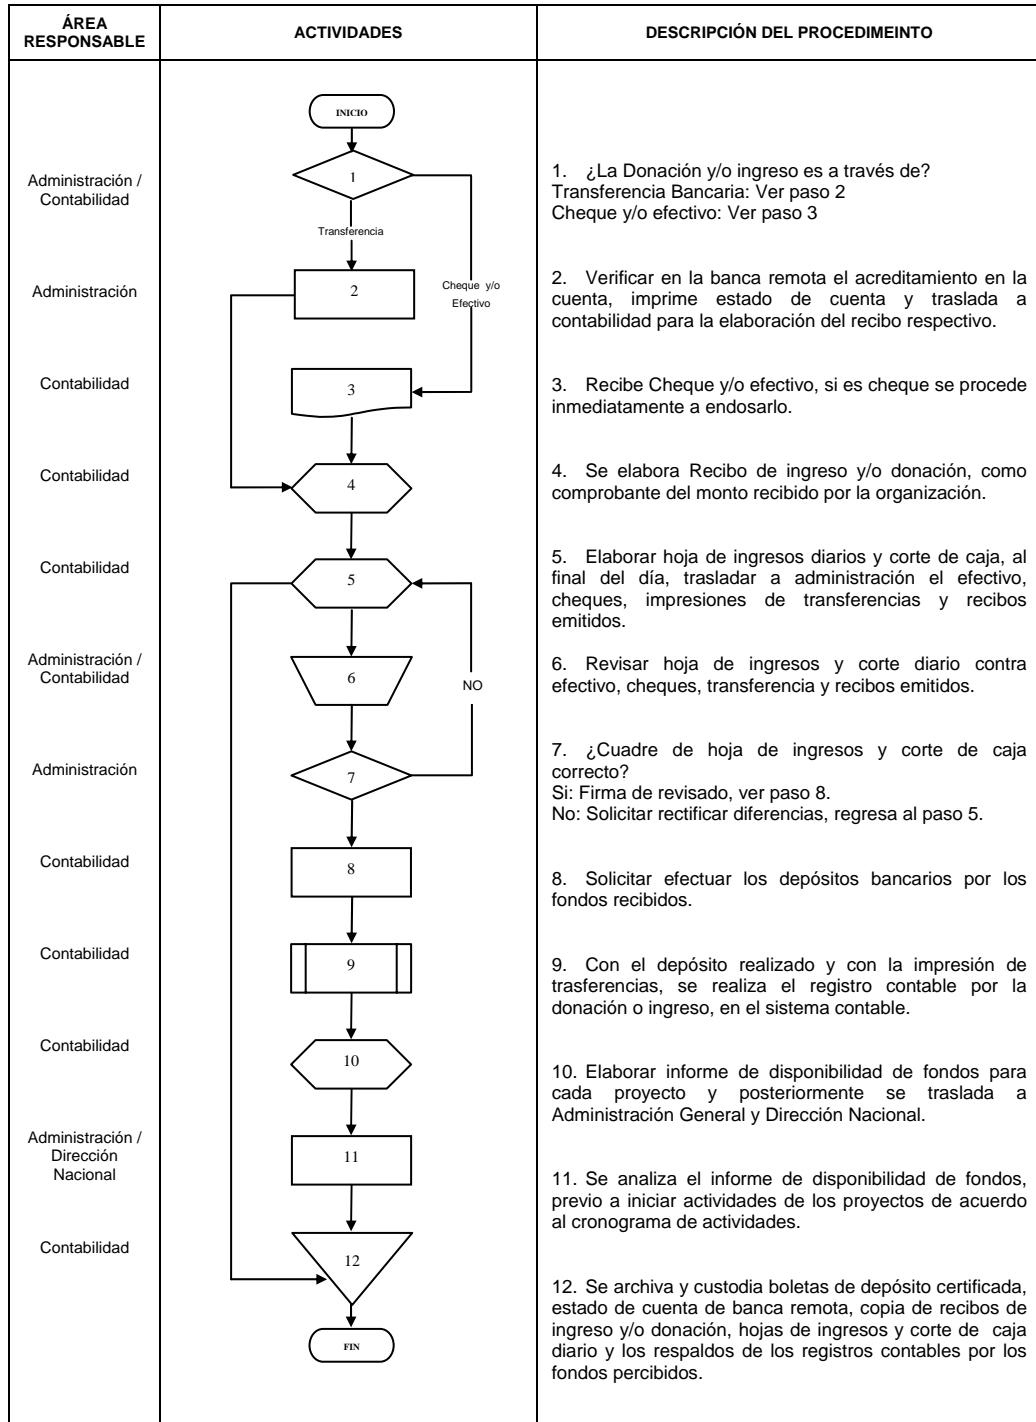 ÁREA
RESPONSABLE
ACTIVIDADES
DESCRIPCIÓN DEL PROCEDIMEINTO
INICIO
Administración /
Contabilidad
1
1. ¿La Donación y/o ingreso es a través de?
Transferencia Bancaria: Ver paso 2
Cheque y/o efectivo: Ver paso 3
Transferencia
Cheque y/o
Efectivo
Administración
2
2. Verificar en la banca remota el acreditamiento en la
cuenta, imprime estado de cuenta y traslada a
contabilidad para la elaboración del recibo respectivo.
Contabilidad
3
3. Recibe Cheque y/o efectivo, si es cheque se procede
inmediatamente a endosarlo.
Contabilidad
4
4. Se elabora Recibo de ingreso y/o donación, como
comprobante del monto recibido por la organización.
Contabilidad
5
5. Elaborar hoja de ingresos diarios y corte de caja, al
final del día, trasladar a administración el efectivo,
cheques, impresiones de transferencias y recibos
emitidos.
Administración /
Contabilidad
6
NO
6. Revisar hoja de ingresos y corte diario contra
efectivo, cheques, transferencia y recibos emitidos.
Administración
7
7. ¿Cuadre de hoja de ingresos y corte de caja
correcto?
Si: Firma de revisado, ver paso 8.
No: Solicitar rectificar diferencias, regresa al paso 5.
Contabilidad
8
8. Solicitar efectuar los depósitos bancarios por los
fondos recibidos.
Contabilidad
9
9. Con el depósito realizado y con la impresión de
trasferencias, se realiza el registro contable por la
donación o ingreso, en el sistema contable.
Contabilidad
10
10. Elaborar informe de disponibilidad de fondos para
cada proyecto y posteriormente se traslada a
Administración General y Dirección Nacional.
Administración /
Dirección
Nacional
11
11. Se analiza el informe de disponibilidad de fondos,
previo a iniciar actividades de los proyectos de acuerdo
al cronograma de actividades.
Contabilidad
12
12. Se archiva y custodia boletas de depósito certificada,
estado de cuenta de banca remota, copia de recibos de
ingreso y/o donación, hojas de ingresos y corte de caja
diario y los respaldos de los registros contables por los
fondos percibidos.
FIN